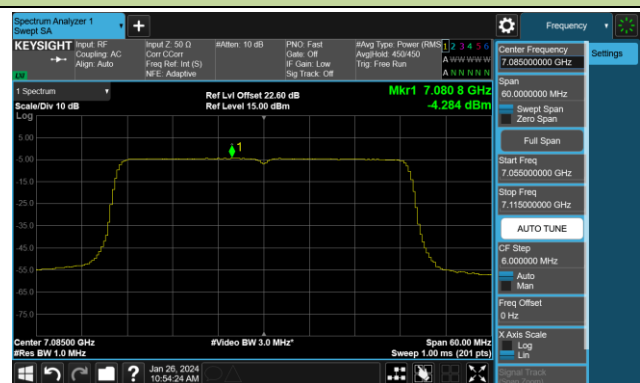 Spectrum Analyzer 1
Swept SA
Frequency
KEYSIGHT
Input: RF
Coupling: AC
Align: Auto
Input Z: 50 Ω
Corr CCorr
Freq Ref: Int (S)
NFE: Adaptive
#Atten: 10 dB
PNO: Fast
Gate: Off
IF Gain: Low
Sig Track: Off
#Avg Type: Power (RMS
Avg|Hold: 450/450
Trig: Free Run
1 2 3 4 5 6
A W W W W W
A N N N N N
LV
1 Spectrum
Scale/Div 10 dB
Log
Ref Lvl Offset 22.60 dB
Ref Level 15.00 dBm
Mkr1 7.080 8 GHz
-4.284 dBm
5.00
-5.00
-15.0
-25.0
-35.0
-45.0
-55.0
-65.0
-75.0
1
Center 7.08500 GHz
#Res BW 1.0 MHz
#Video BW 3.0 MHz*
Span 60.00 MHz
Sweep 1.00 ms (201 pts)
Center Frequency
7.085000000 GHz
Settings
Span
60.0000000 MHz
Swept Span
Zero Span
Full Span
Start Freq
7.055000000 GHz
Stop Freq
7.115000000 GHz
AUTO TUNE
CF Step
6.000000 MHz
Auto
Man
Freq Offset
0 Hz
X Axis Scale
Log
Lin
Signal Track
Jan 26, 2024
10:54:24 AM